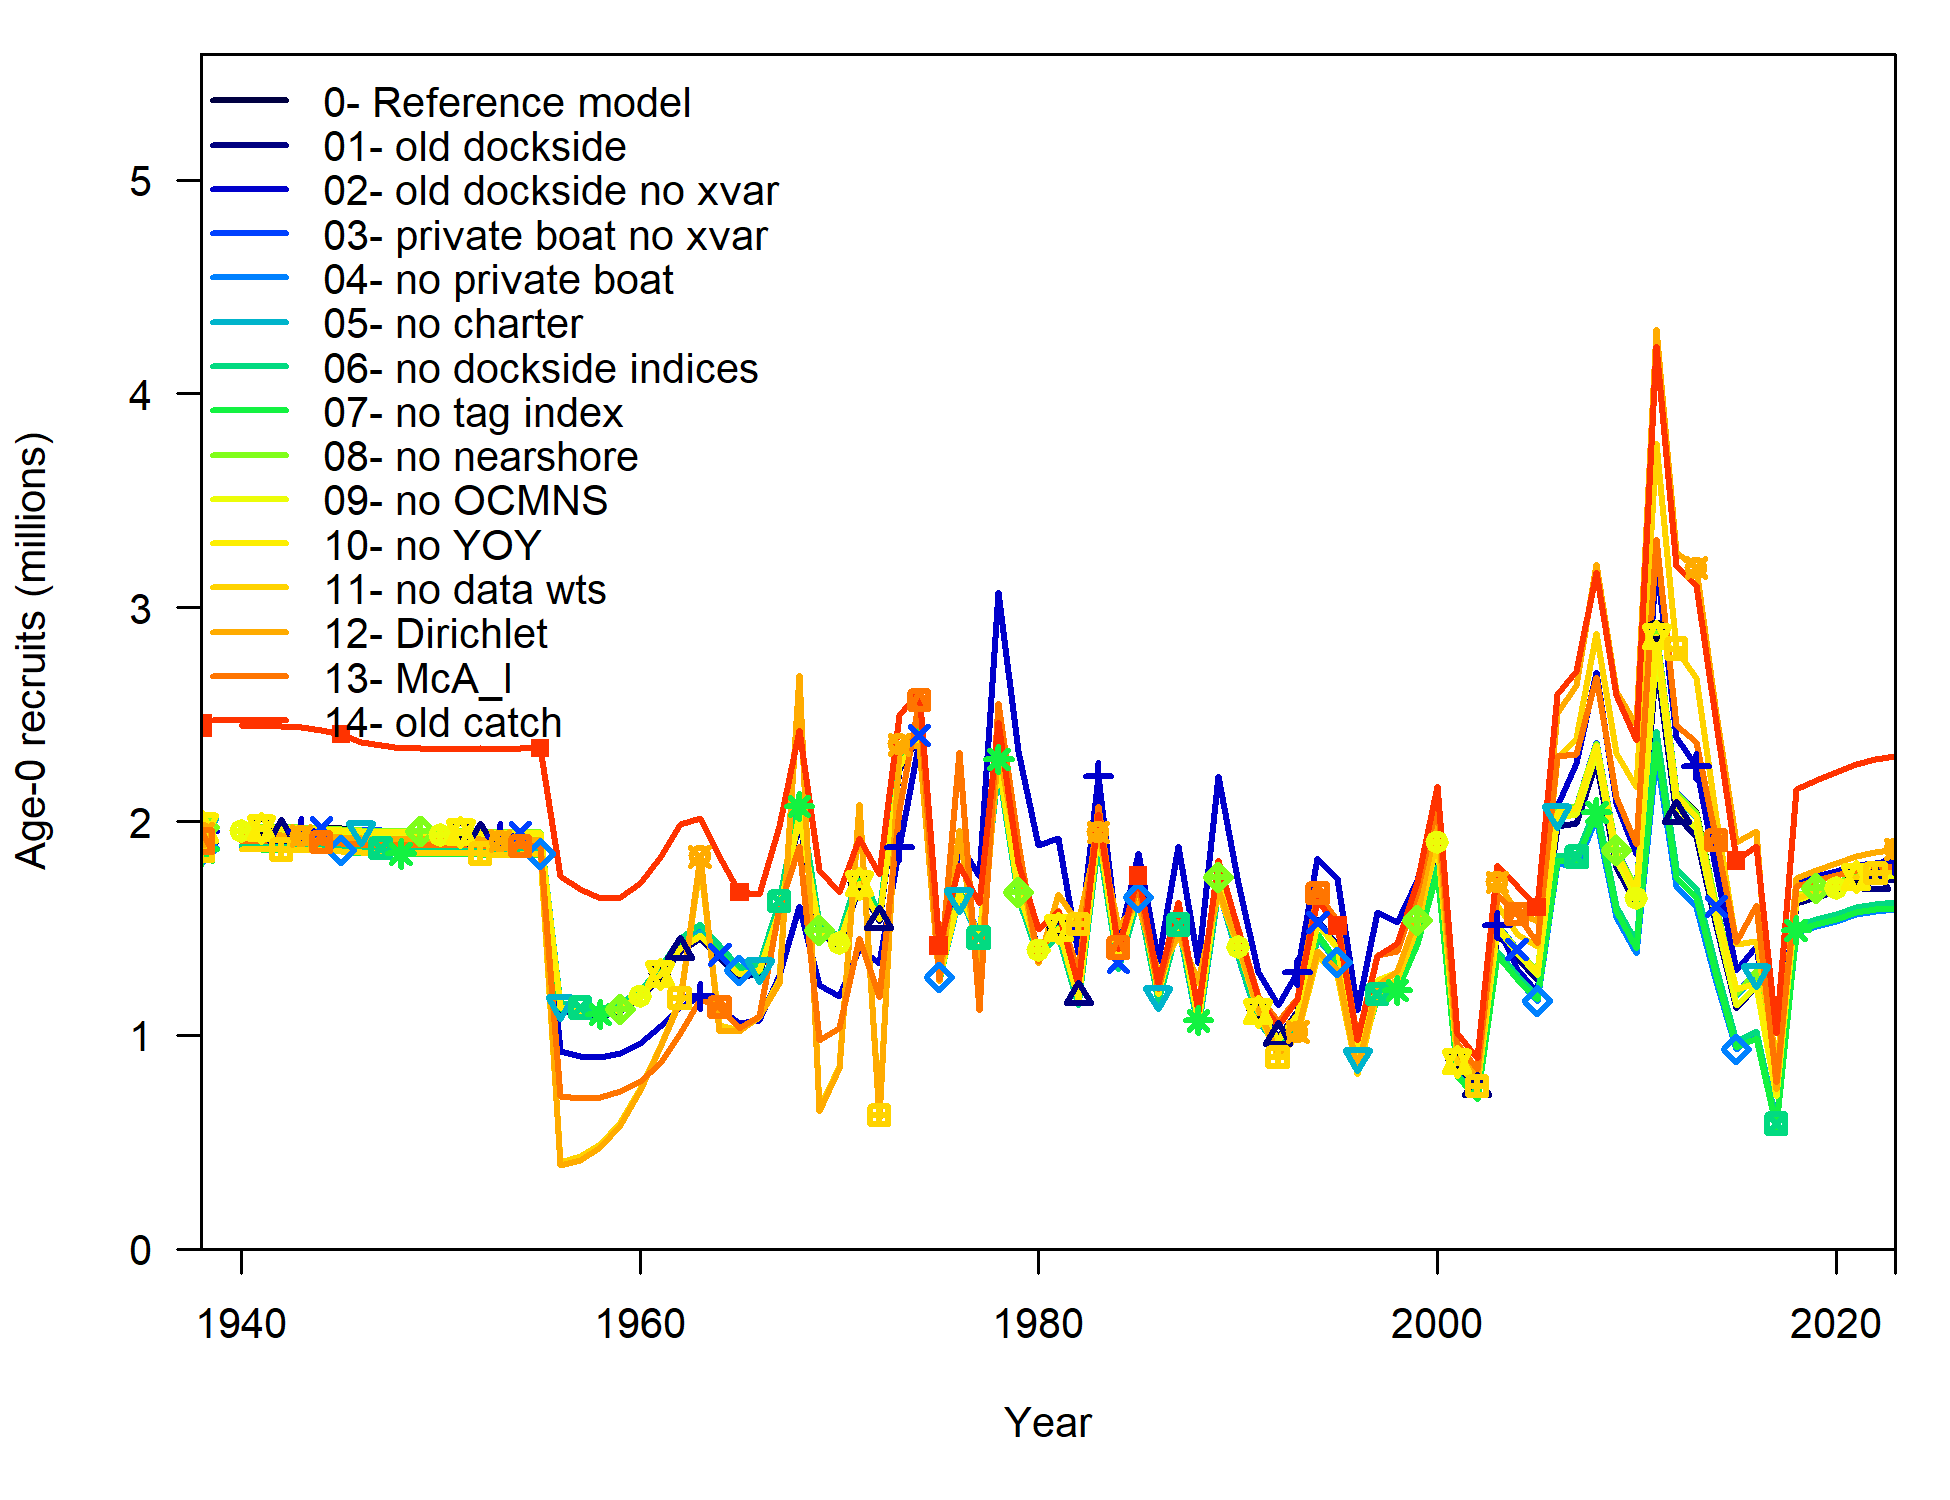 0- Reference model
01- old dockside
02- old dockside no xvar
03- private boat no xvar
04- no private boat
05- no charter
06- no dockside indices
07- no tag index
08- no nearshore
09- no OCMNS
10- no YOY
11- no data wts
12- Dirichlet
13- McA_I
14- old catch
Age-0 recruits (millions)
5
4
3
2
1
0
1940 1960 1980 2000 2020
Year